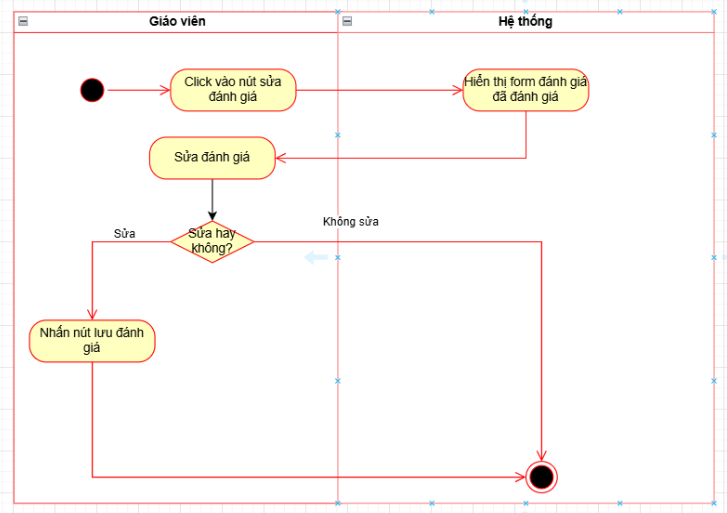 Giáo viên
Hệ thống
Click vào nút sửa
đánh giá
Hiển thị form đánh giá
đã đánh giá
Sửa đánh giá
Sửa hay
không?
Sửa
Không sửa
Nhấn nút lưu đánh
giá